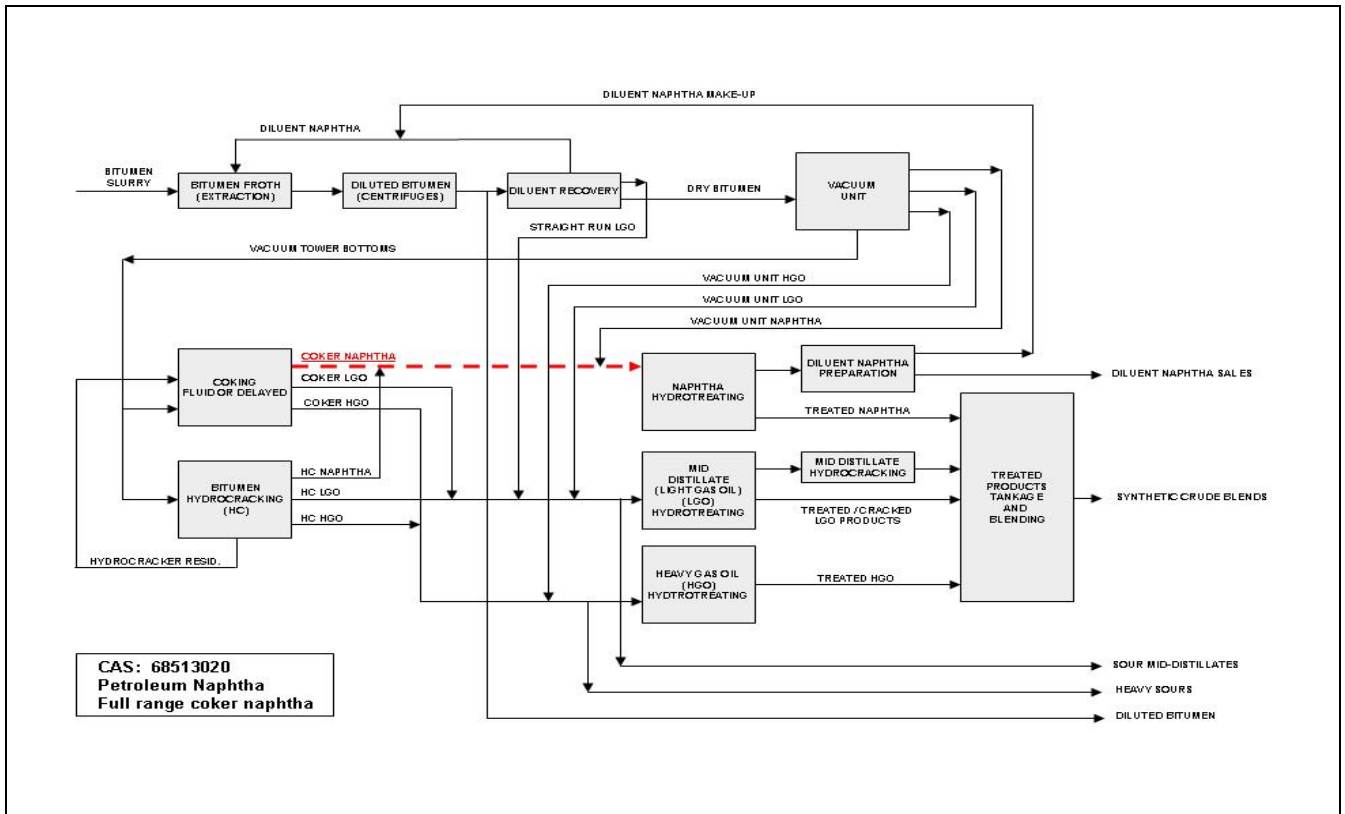 DILUENT NAPHTHA MAKE-UP
DILUENT NAPHTHA
BITUMEN
SLURRY
BITUMEN FROTH
(EXTRACTION)
DILUTED BITUMEN
(CENTRIFUGES)
DILUENT RECOVERY
DRY BITUMEN
VACUUM
UNIT
STRAIGHT RUN LGO
VACUUM TOWER BOTTOMS
VACUUM UNIT HGO
VACUUM UNIT LGO
VACUUM UNIT NAPHTHA
COKING
FLUID OR DELAYED
COKER NAPHTHA
COKER LGO
COKER HGO
NAPHTHA
HYDROTREATING
DILUENT NAPHTHA
PREPARATION
DILUENT NAPHTHA SALES
TREATED NAPHTHA
BITUMEN
HYDROCRACKING
(HC)
HC NAPHTHA
HC LGO
HC HGO
MID
DISTILLATE
(LIGHT GAS OIL)
(LGO)
HYDROTREATING
MID DISTILLATE
HYDROCRACKING
TREATED / CRACKED
LGO PRODUCTS
TREATED
PRODUCTS
TANKAGE
AND
BLENDING
SYNTHETIC CRUDE BLENDS
HYDROCRACKER RESID.
HEAVY GAS OIL
(HGO)
HYDTROTREATING
TREATED HGO
CAS: 68513020
Petroleum Naphtha
Full range coker naphtha
SOUR MID-DISTILLATES
HEAVY SOURS
DILUTED BITUMEN